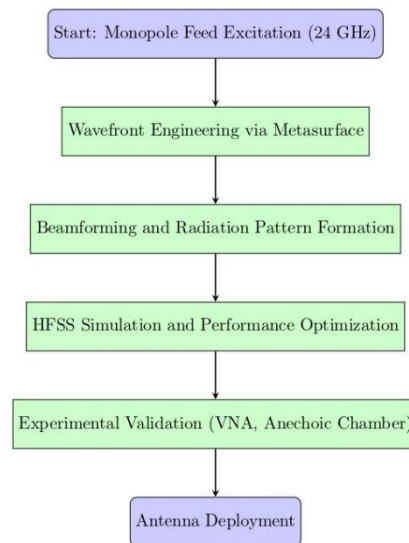 Start: Monopole Feed Excitation (24 GHz)
Wavefront Engineering via Metasurface
Beamforming and Radiation Pattern Formation
HFSS Simulation and Performance Optimization
Experimental Validation (VNA, Anechoic Chamber)
Antenna Deployment